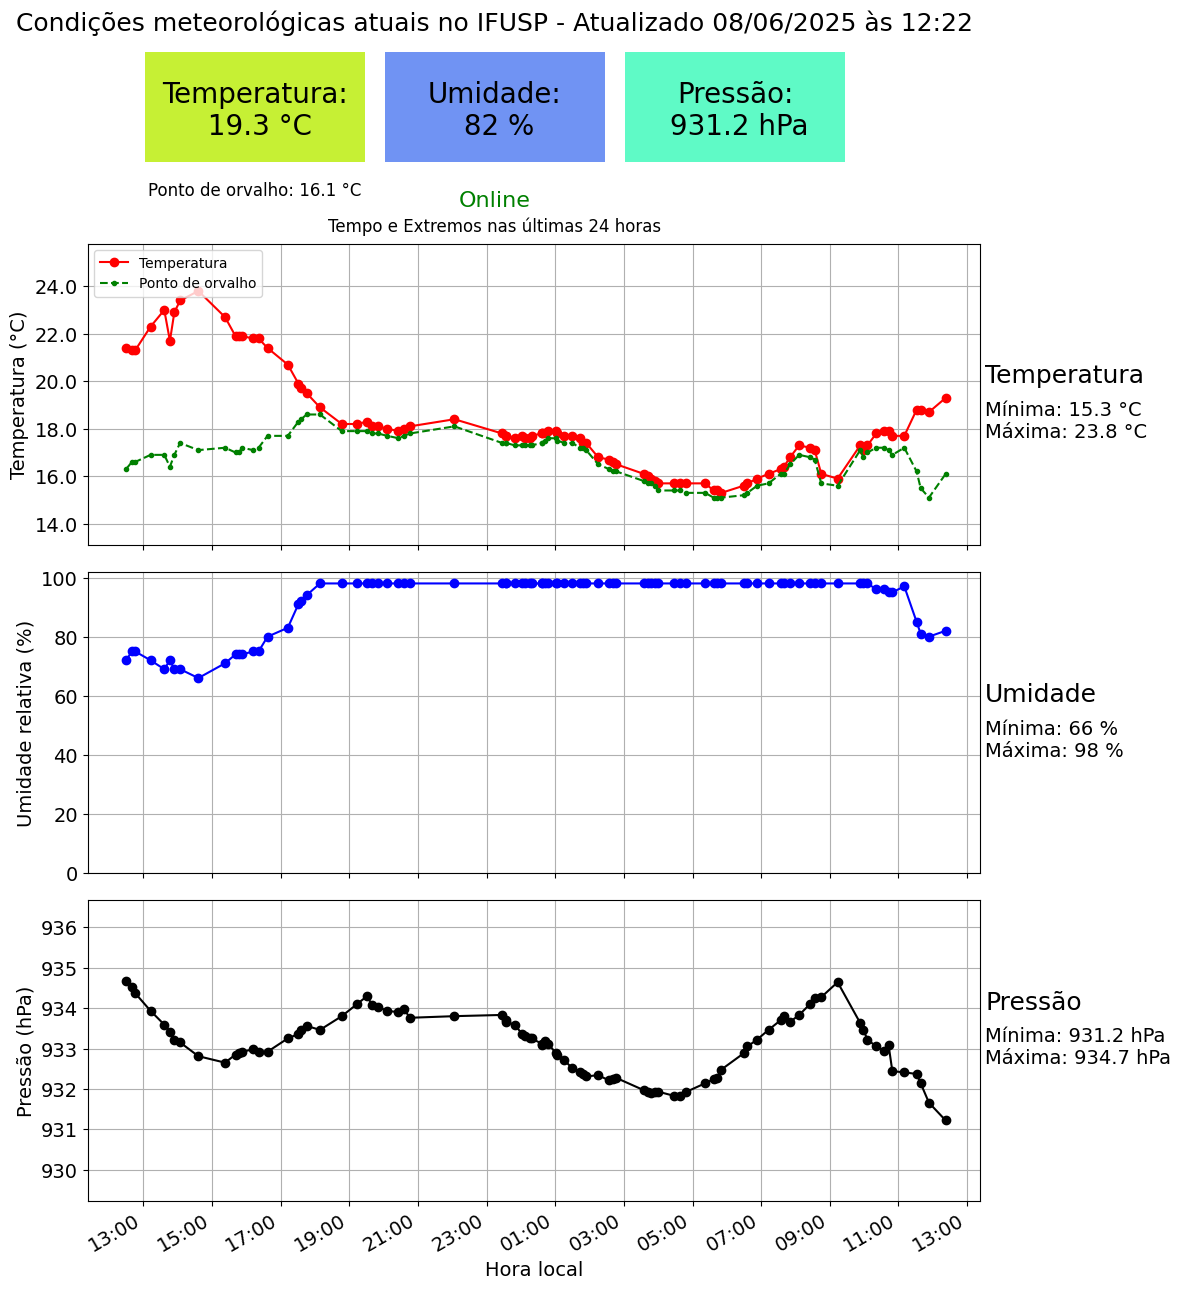 Condições meteorológicas atuais no IFUSP - Atualizado 08/06/2025 às 12:22
Temperatura:
19.3 °C
Umidade:
82 %
Pressão:
931.2 hPa
Ponto de orvalho: 16.1 °C
Online
Tempo e Extremos nas últimas 24 horas
Temperatura
Ponto de orvalho
Temperatura (°C)
24.0
22.0
20.0
18.0
16.0
14.0
Temperatura
Mínima: 15.3 °C
Máxima: 23.8 °C
Umidade relativa (%)
100
80
60
40
20
0
Umidade
Mínima: 66 %
Máxima: 98 %
Pressão (hPa)
936
935
934
933
932
931
930
Pressão
Mínima: 931.2 hPa
Máxima: 934.7 hPa
13:00 15:00 17:00 19:00 21:00 23:00 01:00 03:00 05:00 07:00 09:00 11:00 13:00
Hora local